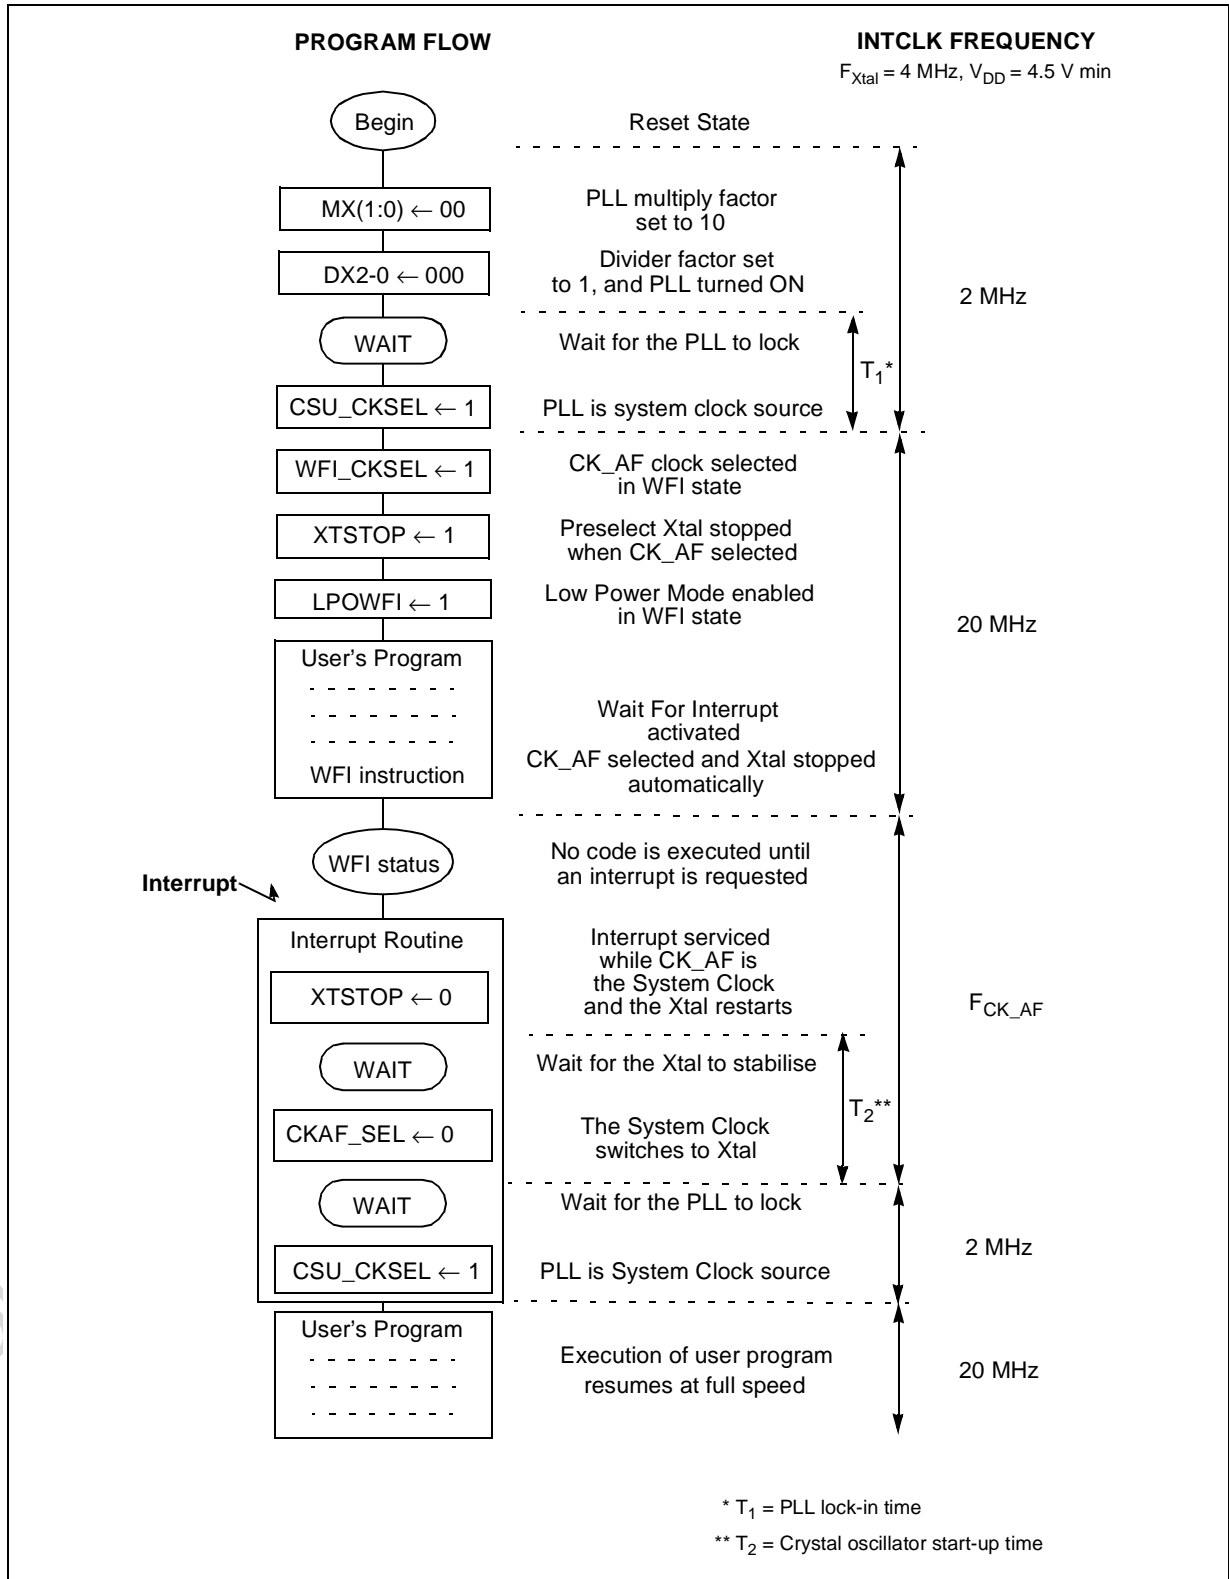 PROGRAM FLOW
INTCLK FREQUENCY
F_Xtal = 4 MHz, V_DD = 4.5 V min
Begin
Reset State
MX(1:0) ← 00
PLL multiply factor
set to 10
DX2-0 ← 000
Divider factor set
to 1, and PLL turned ON
2 MHz
WAIT
Wait for the PLL to lock
T_1*
CSU_CKSEL ← 1
PLL is system clock source
WFI_CKSEL ← 1
CK_AF clock selected
in WFI state
XTSTOP ← 1
Preselect Xtal stopped
when CK_AF selected
LPOWFI ← 1
Low Power Mode enabled
in WFI state
20 MHz
User's Program
WFI instruction
Wait For Interrupt
activated
CK_AF selected and Xtal stopped
automatically
WFI status
No code is executed until
an interrupt is requested
Interrupt
Interrupt Routine
Interrupt serviced
while CK_AF is
the System Clock
and the Xtal restarts
XTSTOP ← 0
F_CK_AF
WAIT
Wait for the Xtal to stabilise
T_2**
CKAF_SEL ← 0
The System Clock
switches to Xtal
WAIT
Wait for the PLL to lock
2 MHz
CSU_CKSEL ← 1
PLL is System Clock source
User's Program
Execution of user program
resumes at full speed
20 MHz
* T_1 = PLL lock-in time
** T_2 = Crystal oscillator start-up time